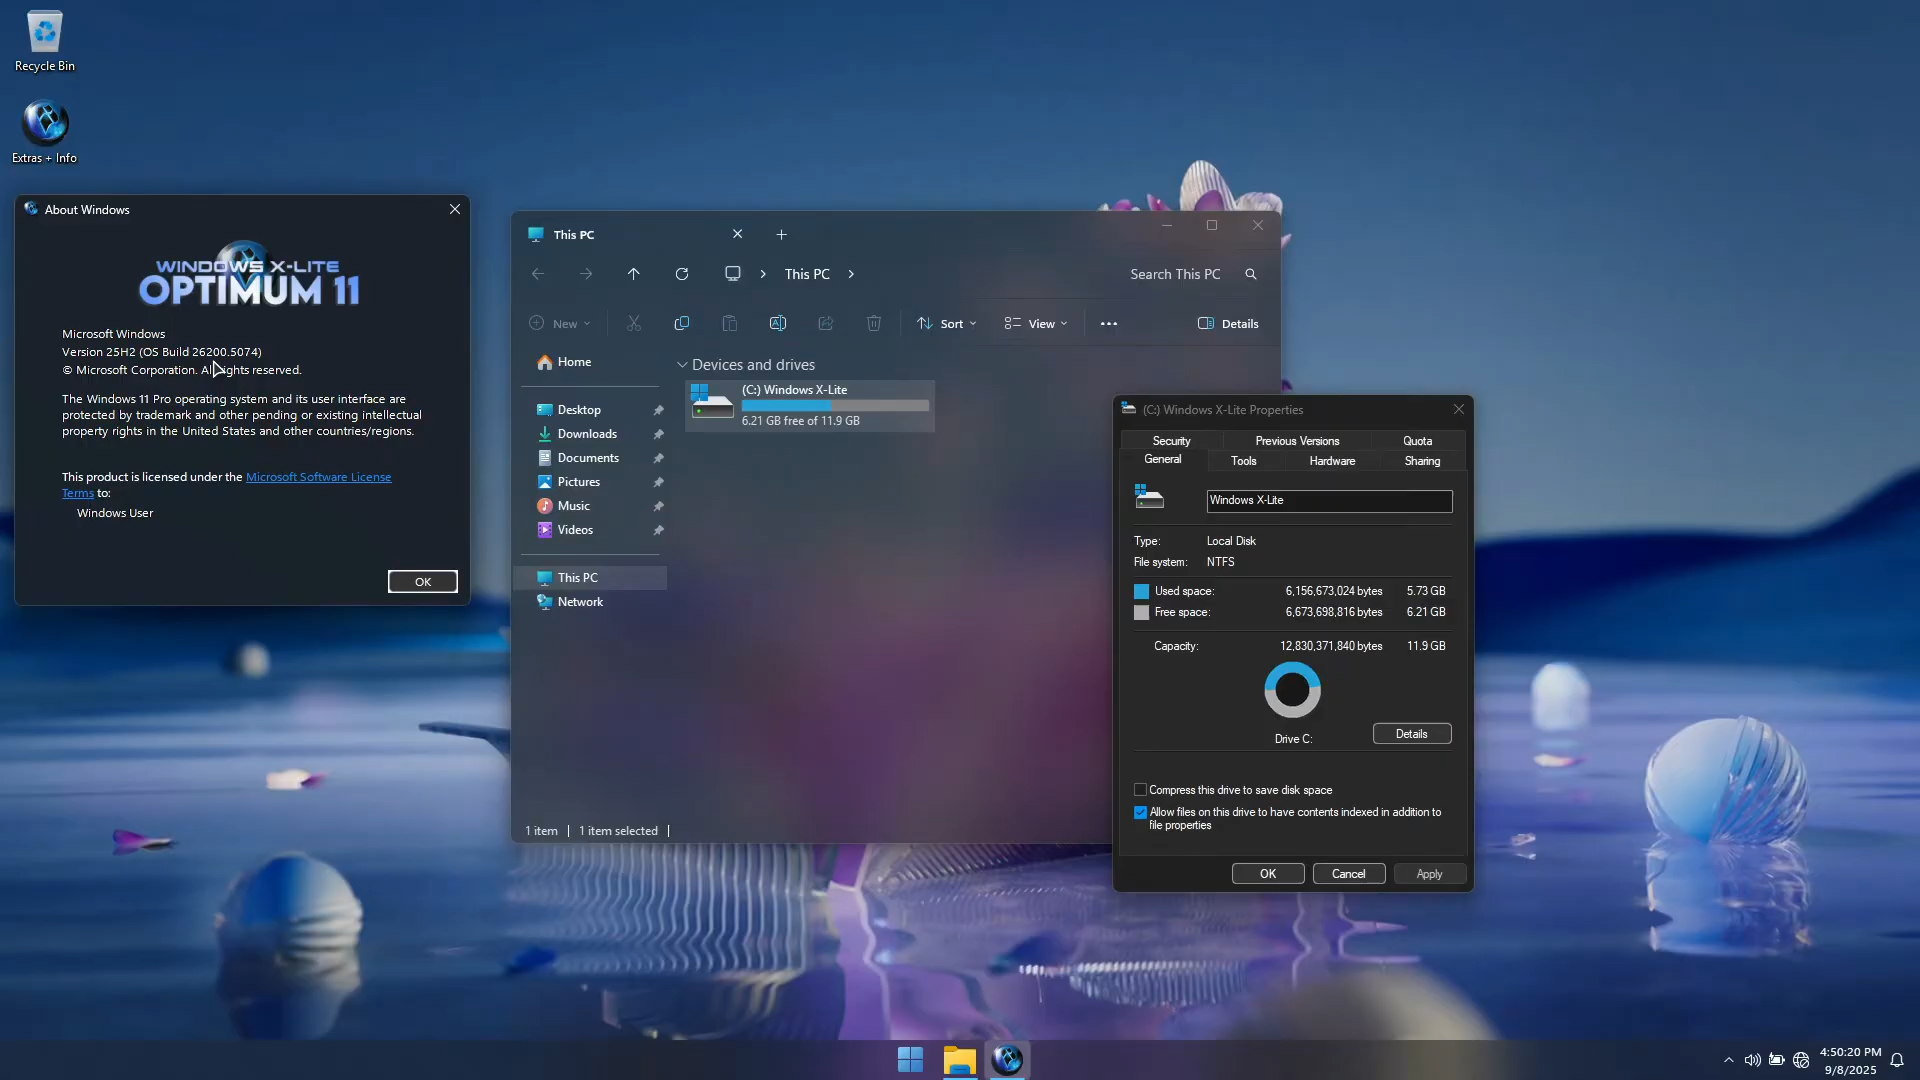 Recycle Bin
Extras + Info
About Windows
WINDOWS X-LITE
OPTIMUM 11
Microsoft Windows
Version 25H2 (OS Build 26200.5074)
© Microsoft Corporation. All rights reserved.
The Windows 11 Pro operating system and its user interface are
protected by trademark and other pending or existing intellectual
property rights in the United States and other countries/regions.
This product is licensed under the Microsoft Software License
Terms to:
Windows User
OK
This PC
This PC
Search This PC
New
Sort
View
Details
Home
Desktop
Downloads
Documents
Pictures
Music
Videos
This PC
Network
Devices and drives
(C:) Windows X-Lite
6.21 GB free of 11.9 GB
1 item
1 item selected
(C:) Windows X-Lite Properties
Security Previous Versions Quota
General Tools Hardware Sharing
Windows X-Lite
Type: Local Disk
File system: NTFS
Used space: 6,156,673,024 bytes 5.73 GB
Free space: 6,673,698,816 bytes 6.21 GB
Capacity: 12,830,371,840 bytes 11.9 GB
Drive C:
Details
Compress this drive to save disk space
Allow files on this drive to have contents indexed in addition to
file properties
OK Cancel Apply
4:50:20 PM
9/8/2025